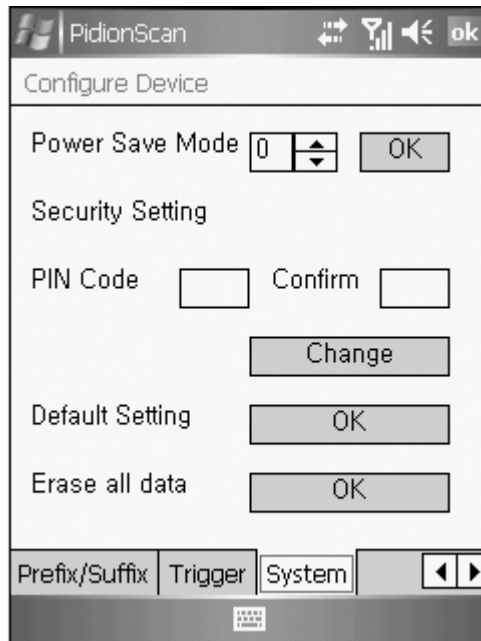 PidionScan ok
Configure Device
Power Save Mode 0 OK
Security Setting
PIN Code Confirm
Change
Default Setting OK
Erase all data OK
Prefix/Suffix Trigger System